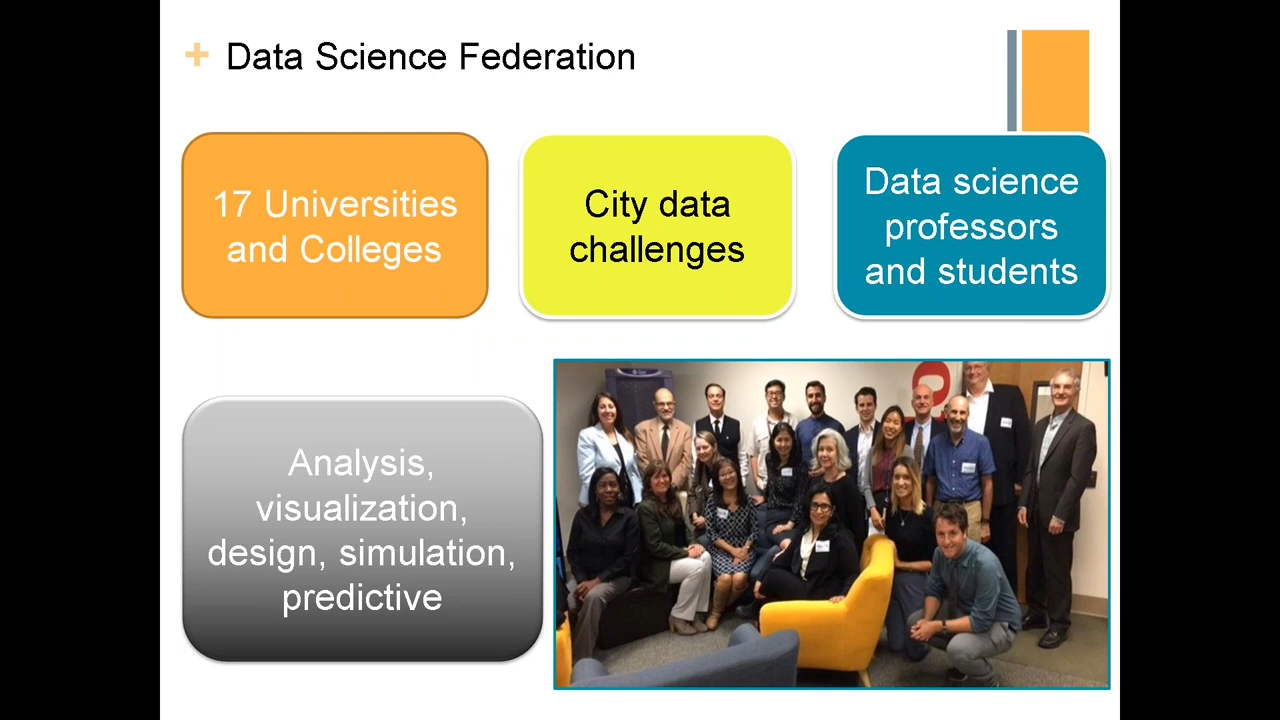 + Data Science Federation
17 Universities
and Colleges
City data
challenges
Data science
professors
and students
Analysis,
visualization,
design, simulation,
predictive